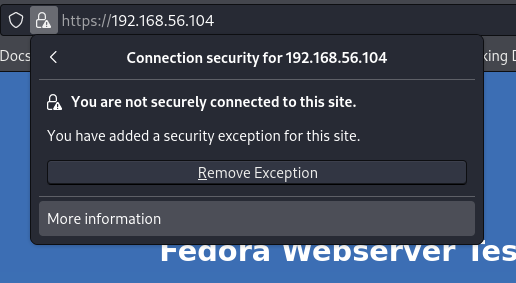 https://192.168.56.104
Docs
Connection security for 192.168.56.104
king D
You are not securely connected to this site.
You have added a security exception for this site.
Remove Exception
More information
Fedora Webserver Tes